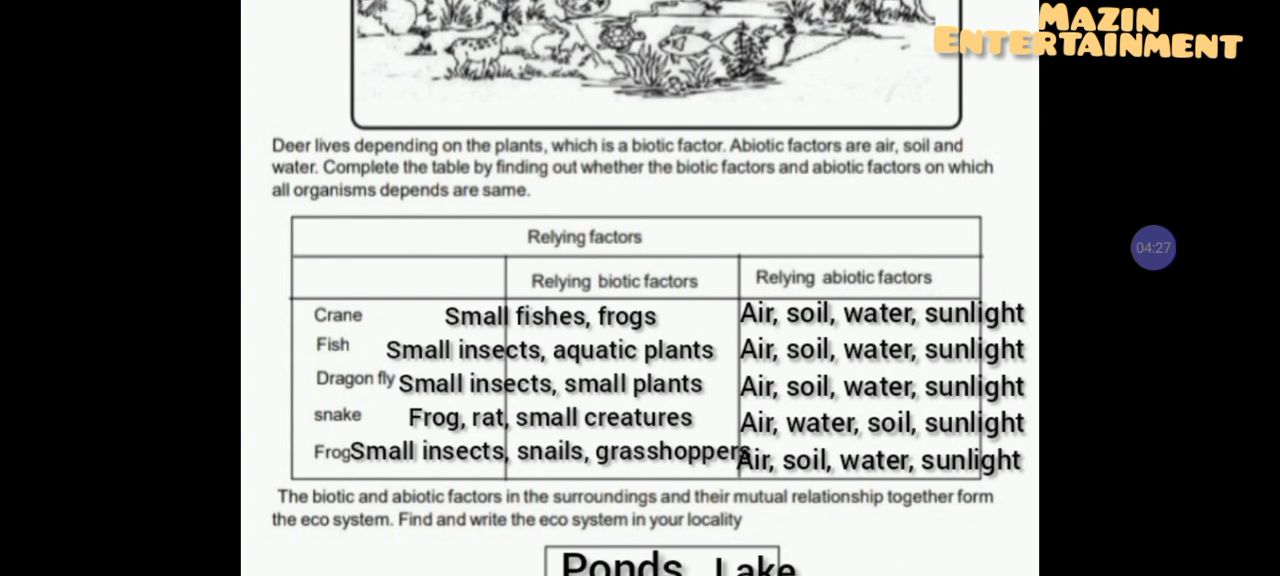 MAZIN
ENTERTAINMENT
Deer lives depending on the plants, which is a biotic factor. Abiotic factors are air, soil and
water. Complete the table by finding out whether the biotic factors and abiotic factors on which
all organisms depends are same.
04:27
Relying factors
Relying biotic factors Relying abiotic factors
Crane Small fishes, frogs Air, soil, water, sunlight
Fish Small insects, aquatic plants Air, soil, water, sunlight
Dragon fly Small insects, small plants Air, soil, water, sunlight
snake Frog, rat, small creatures Air, water, soil, sunlight
Frog Small insects, snails, grasshoppers Air, soil, water, sunlight
The biotic and abiotic factors in the surroundings and their mutual relationship together form
the eco system. Find and write the eco system in your locality
Ponds, Lake